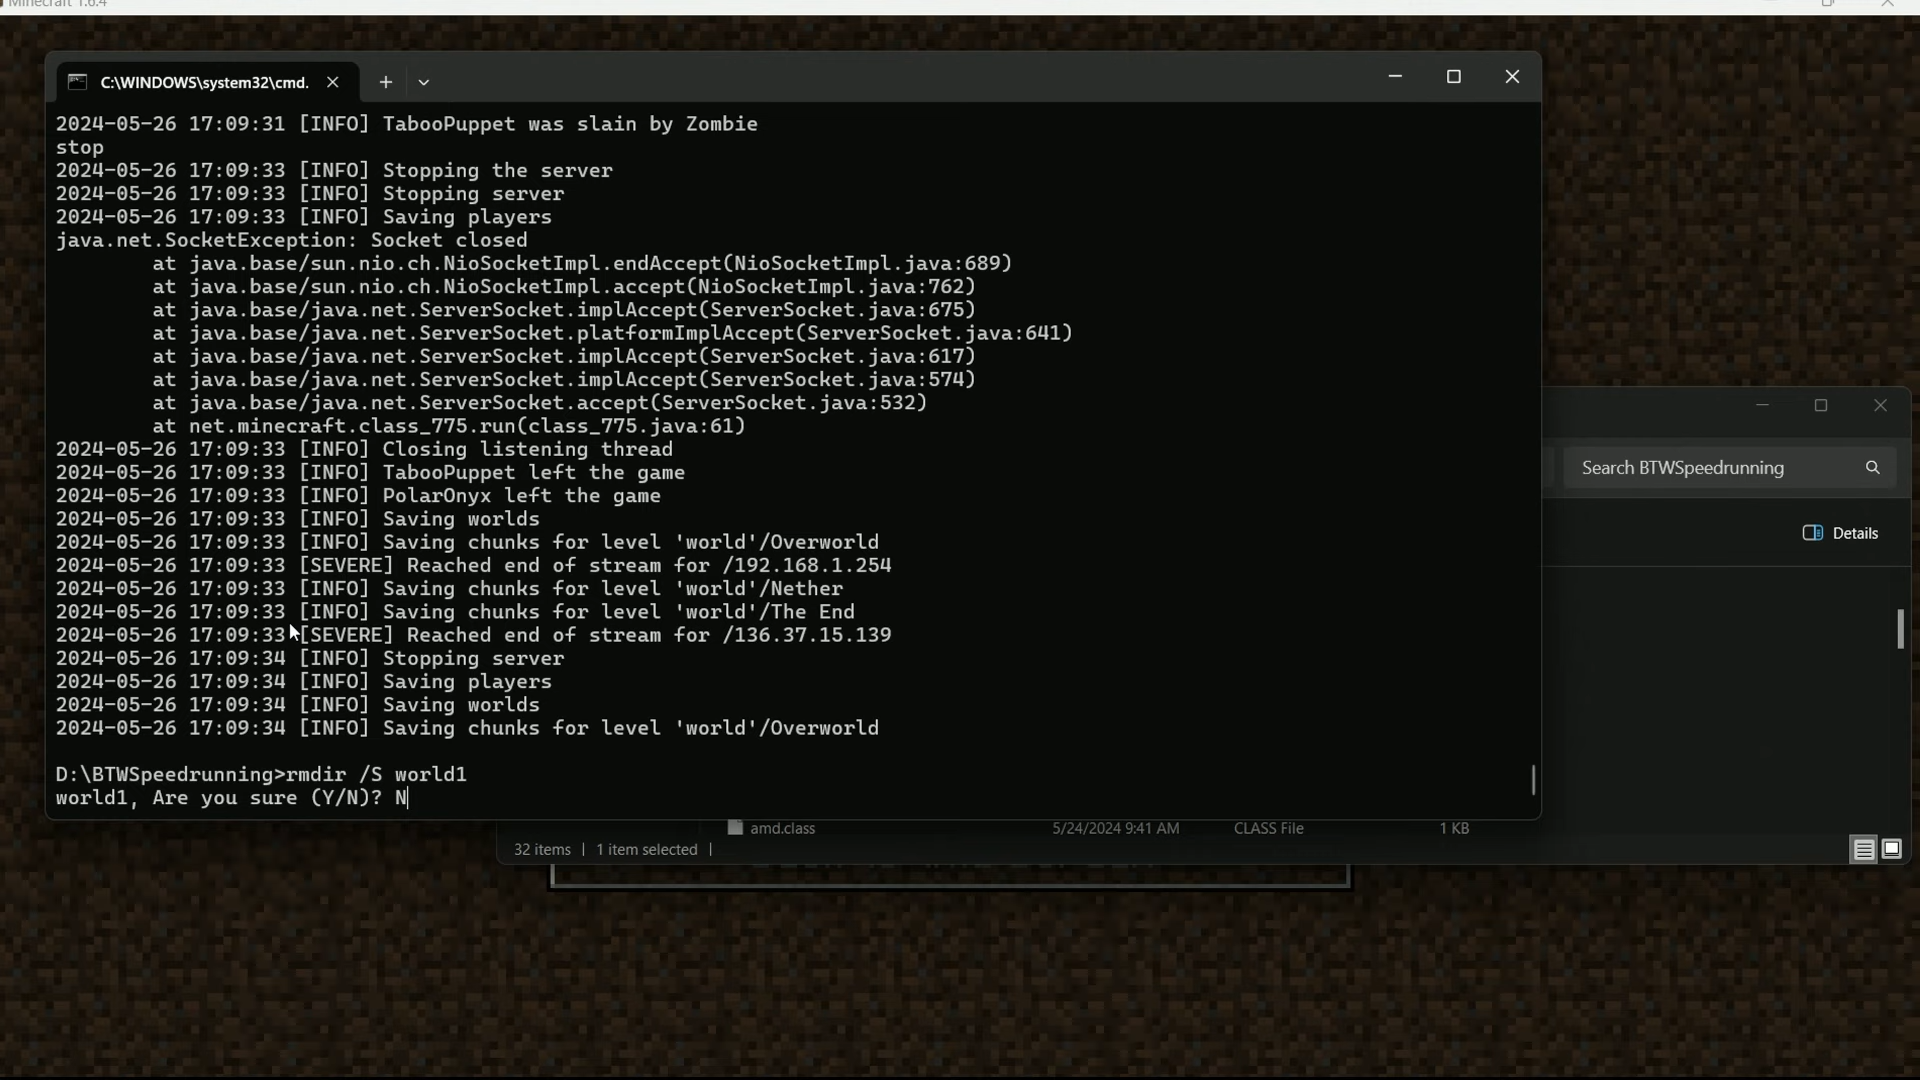 Minecraft 1.6.4
C:\WINDOWS\system32\cmd.
2024-05-26 17:09:31 [INFO] TabooPuppet was slain by Zombie
stop
2024-05-26 17:09:33 [INFO] Stopping the server
2024-05-26 17:09:33 [INFO] Stopping server
2024-05-26 17:09:33 [INFO] Saving players
java.net.SocketException: Socket closed
at java.base/sun.nio.ch.NioSocketImpl.endAccept(NioSocketImpl.java:689)
at java.base/sun.nio.ch.NioSocketImpl.accept(NioSocketImpl.java:762)
at java.base/java.net.ServerSocket.implAccept(ServerSocket.java:675)
at java.base/java.net.ServerSocket.platformImplAccept(ServerSocket.java:641)
at java.base/java.net.ServerSocket.implAccept(ServerSocket.java:617)
at java.base/java.net.ServerSocket.implAccept(ServerSocket.java:574)
at java.base/java.net.ServerSocket.accept(ServerSocket.java:532)
at net.minecraft.class_775.run(class_775.java:61)
2024-05-26 17:09:33 [INFO] Closing listening thread
2024-05-26 17:09:33 [INFO] TabooPuppet left the game
2024-05-26 17:09:33 [INFO] PolarOnyx left the game
2024-05-26 17:09:33 [INFO] Saving worlds
2024-05-26 17:09:33 [INFO] Saving chunks for level 'world'/Overworld
2024-05-26 17:09:33 [SEVERE] Reached end of stream for /192.168.1.254
2024-05-26 17:09:33 [INFO] Saving chunks for level 'world'/Nether
2024-05-26 17:09:33 [INFO] Saving chunks for level 'world'/The End
2024-05-26 17:09:33 [SEVERE] Reached end of stream for /136.37.15.139
2024-05-26 17:09:34 [INFO] Stopping server
2024-05-26 17:09:34 [INFO] Saving players
2024-05-26 17:09:34 [INFO] Saving worlds
2024-05-26 17:09:34 [INFO] Saving chunks for level 'world'/Overworld
D:\BTWSpeedrunning>rmdir /S world1
world1, Are you sure (Y/N)? N
Search BTWSpeedrunning
Details
amd.class 5/24/2024 9:41 AM CLASS File 1 KB
32 items | 1 item selected |